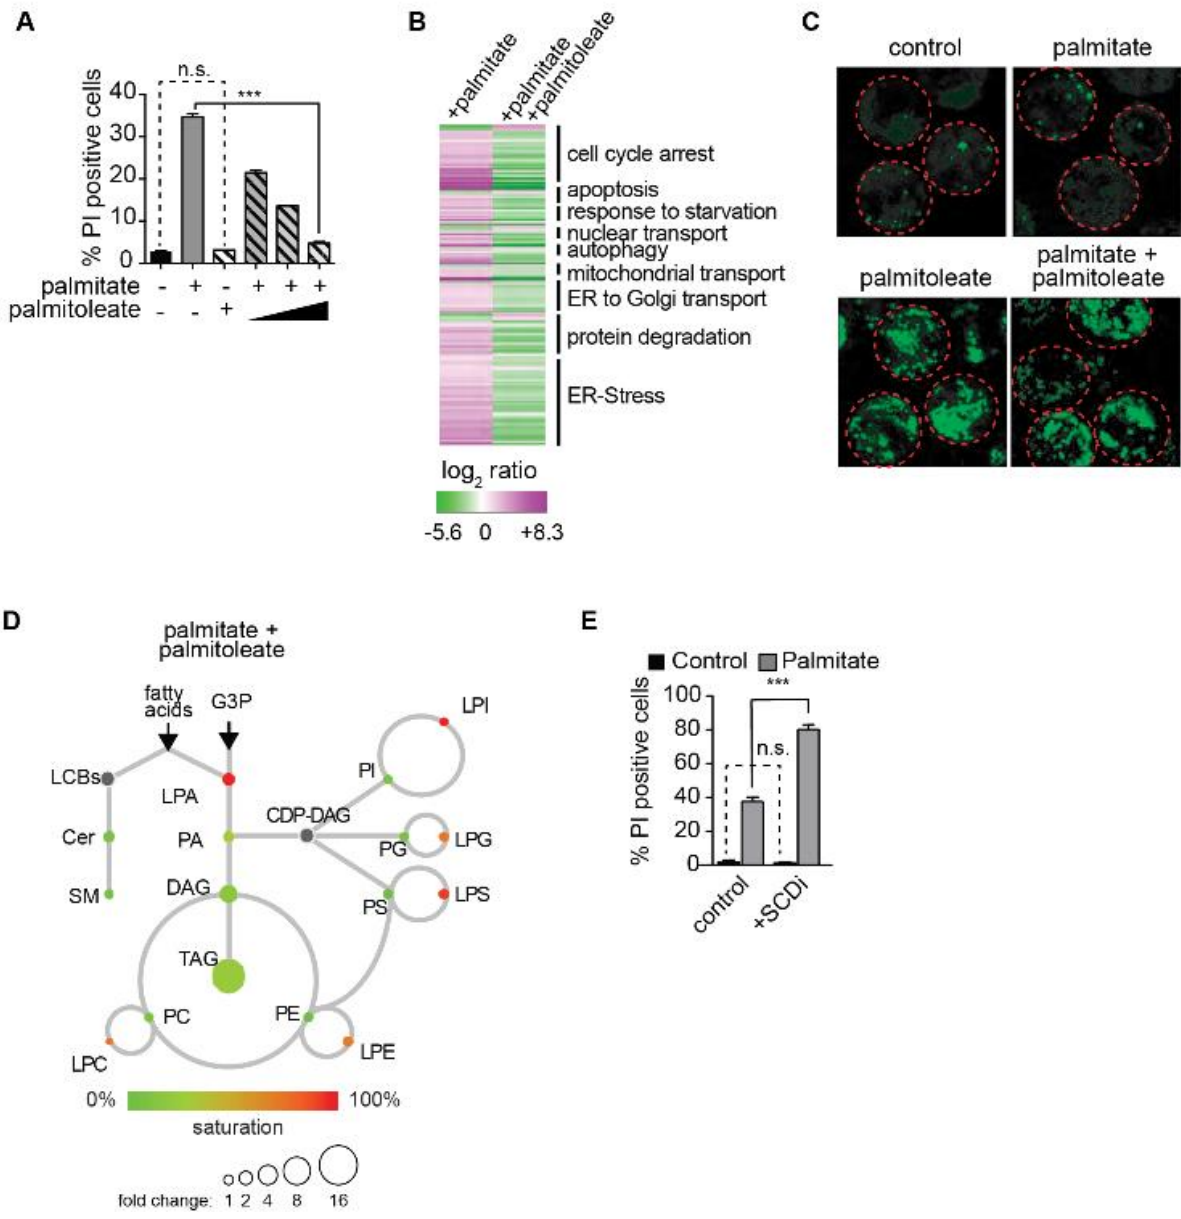 A
n.s.
***
% PI positive cells
40
30
20
10
0
palmitate - + - + + +
palmitoleate - - +
B
+palmitate
+palmitate
+palmitoleate
cell cycle arrest
apoptosis
response to starvation
nuclear transport
autophagy
mitochondrial transport
ER to Golgi transport
protein degradation
ER-Stress
log2 ratio
-5.6 0 +8.3
C
control
palmitate
palmitoleate
palmitate +
palmitoleate
D
palmitate +
palmitoleate
fatty
acids
G3P
LPI
LCBs
LPA
PI
CDP-DAG
Cer
PA
PG
LPG
SM
DAG
PS
LPS
TAG
PC
PE
LPC
LPE
0% 100%
saturation
fold change: 1 2 4 8 16
E
Control Palmitate
***
n.s.
% PI positive cells
100
80
60
40
20
0
control
+SCDi